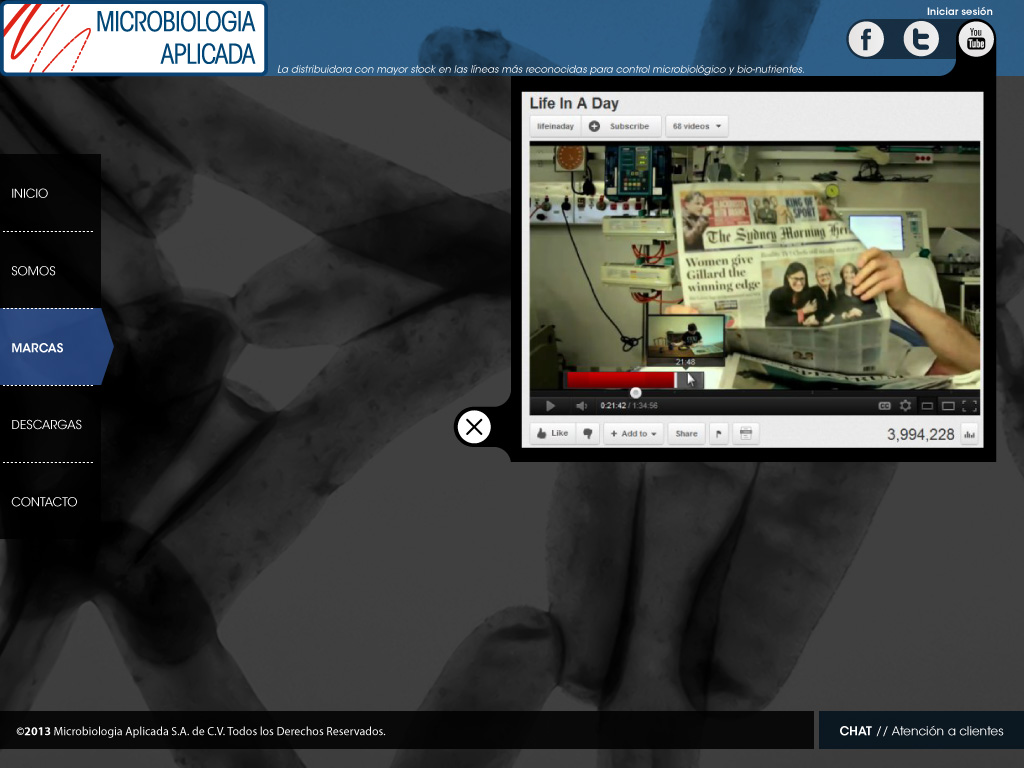 MICROBIOLOGIA
APLICADA
Iniciar sesión
f
t
You
Tube
La distribuidora con mayor stock en las líneas más reconocidas para control microbiológico y bio-nutrientes.
INICIO
SOMOS
MARCAS
DESCARGAS
CONTACTO
Life In A Day
lifeinaday
Subscribe
68 videos
KING OF
SPORT
The Sydney Morning Her
Women give
Gillard the
winning edge
21:48
0:21:42 / 1:34:56
CC
Like
Add to
Share
3,994,228
©2013 Microbiologia Aplicada S.A. de C.V. Todos los Derechos Reservados.
CHAT // Atención a clientes